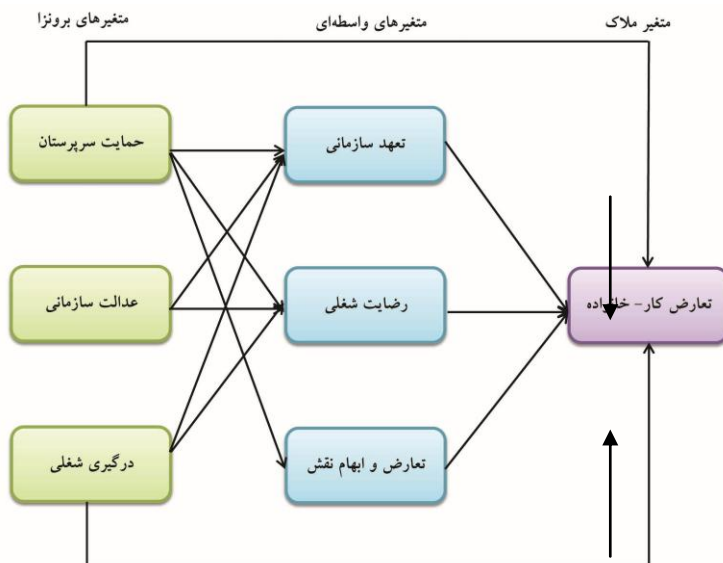 متغیر ملاک
متغیرهای واسطه‌ای
متغیرهای برونزا
حمایت سرپرستان
تعهد سازمانی
عدالت سازمانی
رضایت شغلی
تعارض کار- خانواده
درگیری شغلی
تعارض و ابهام نقش